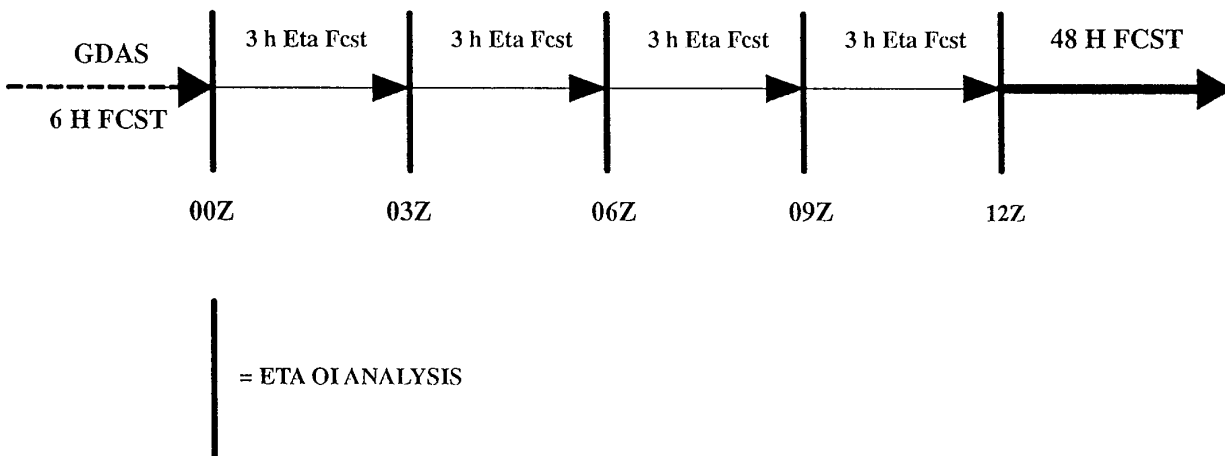 GDAS
6 H FCST
3 h Eta Fcst
3 h Eta Fcst
3 h Eta Fcst
3 h Eta Fcst
48 H FCST
00Z
03Z
06Z
09Z
12Z
= ETA OI ANALYSIS